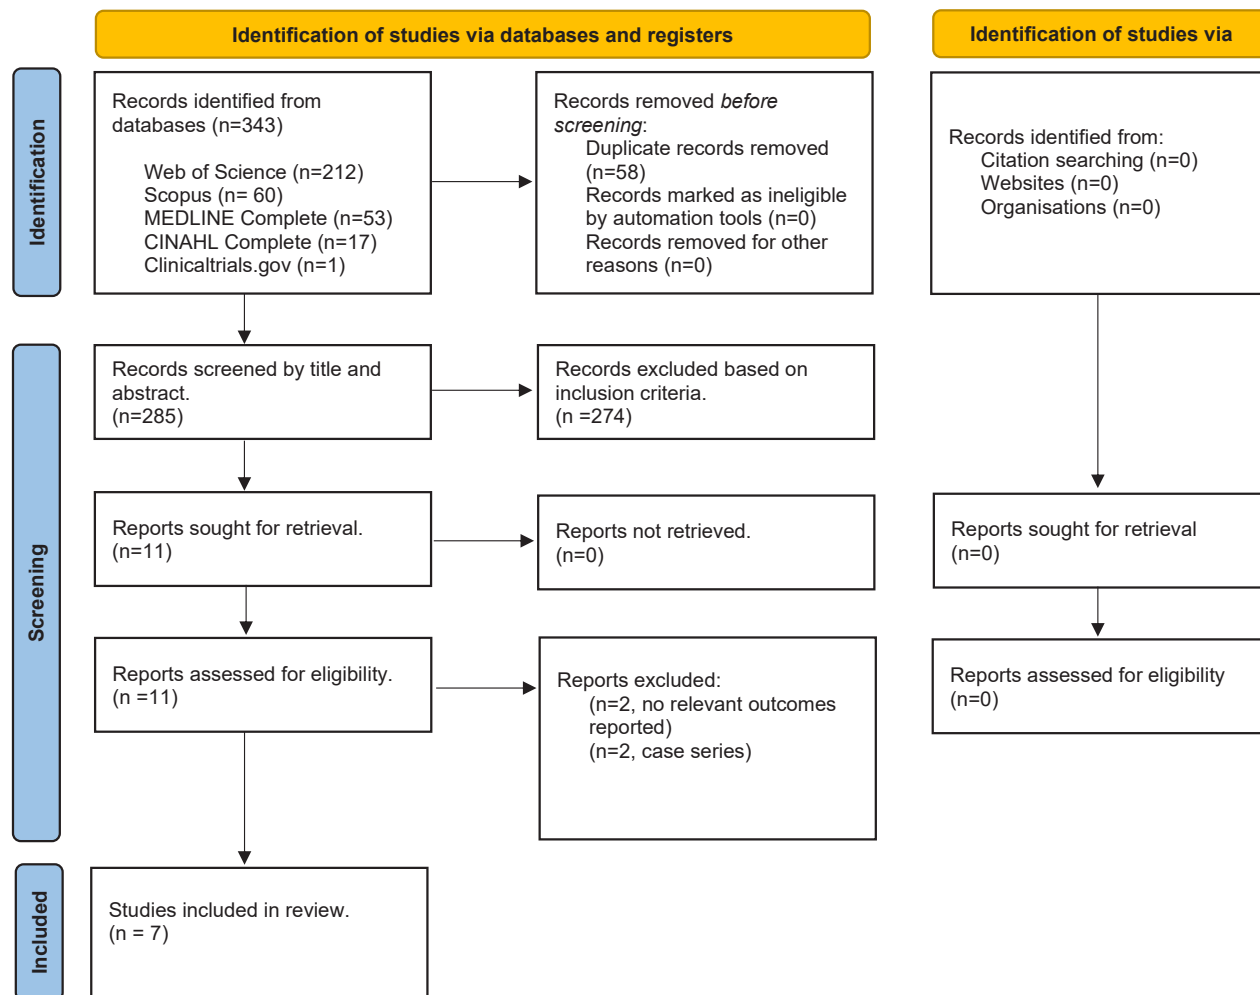 Identification of studies via databases and registers
Identification of studies via
Identification
Records identified from
databases (n=343)
Web of Science (n=212)
Scopus (n= 60)
MEDLINE Complete (n=53)
CINAHL Complete (n=17)
Clinicaltrials.gov (n=1)
Records removed before
screening:
Duplicate records removed
(n=58)
Records marked as ineligible
by automation tools (n=0)
Records removed for other
reasons (n=0)
Records identified from:
Citation searching (n=0)
Websites (n=0)
Organisations (n=0)
Screening
Records screened by title and
abstract.
(n=285)
Records excluded based on
inclusion criteria.
(n =274)
Reports sought for retrieval.
(n=11)
Reports not retrieved.
(n=0)
Reports sought for retrieval
(n=0)
Reports assessed for eligibility.
(n =11)
Reports excluded:
(n=2, no relevant outcomes
reported)
(n=2, case series)
Reports assessed for eligibility
(n=0)
Included
Studies included in review.
(n = 7)